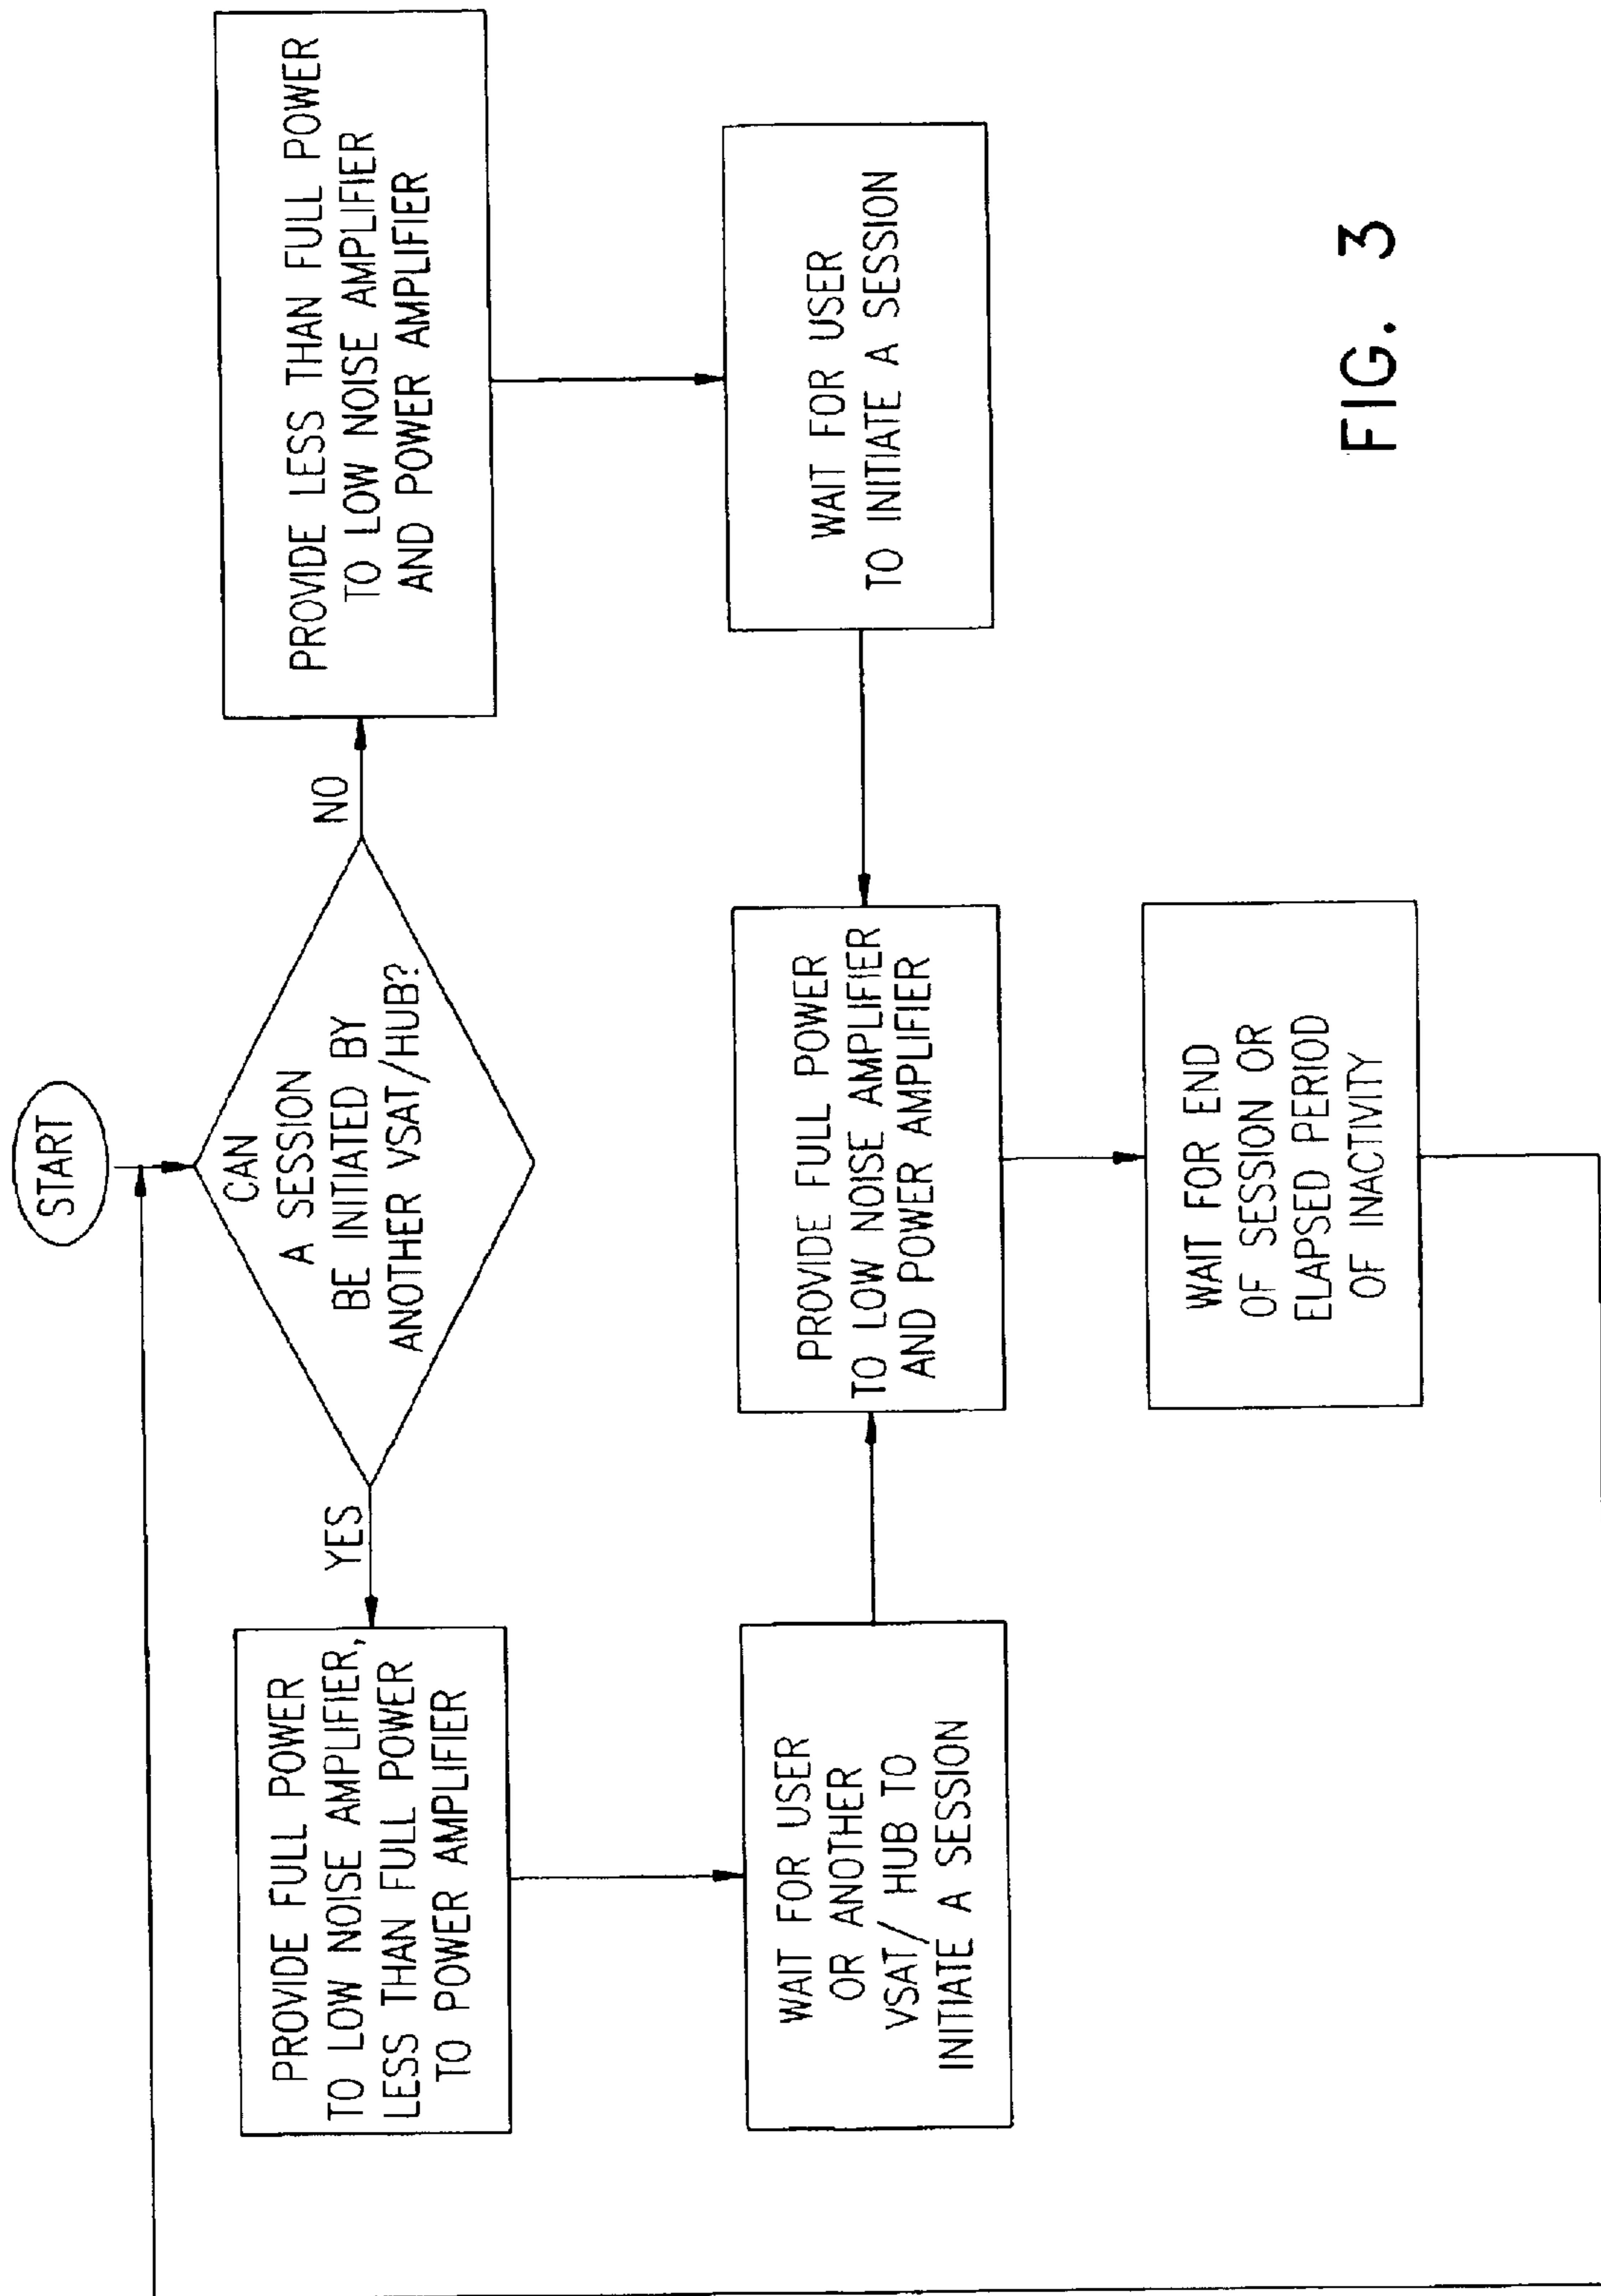 START
CAN
A SESSION
BE INITIATED BY
ANOTHER VSAT/HUB?
YES
NO
PROVIDE FULL POWER
TO LOW NOISE AMPLIFIER,
LESS THAN FULL POWER
TO POWER AMPLIFIER
PROVIDE LESS THAN FULL POWER
TO LOW NOISE AMPLIFIER
AND POWER AMPLIFIER
WAIT FOR USER
OR ANOTHER
VSAT/ HUB TO
INITIATE A SESSION
PROVIDE FULL POWER
TO LOW NOISE AMPLIFIER
AND POWER AMPLIFIER
WAIT FOR USER
TO INITIATE A SESSION
WAIT FOR END
OF SESSION OR
ELAPSED PERIOD
OF INACTIVITY
FIG. 3